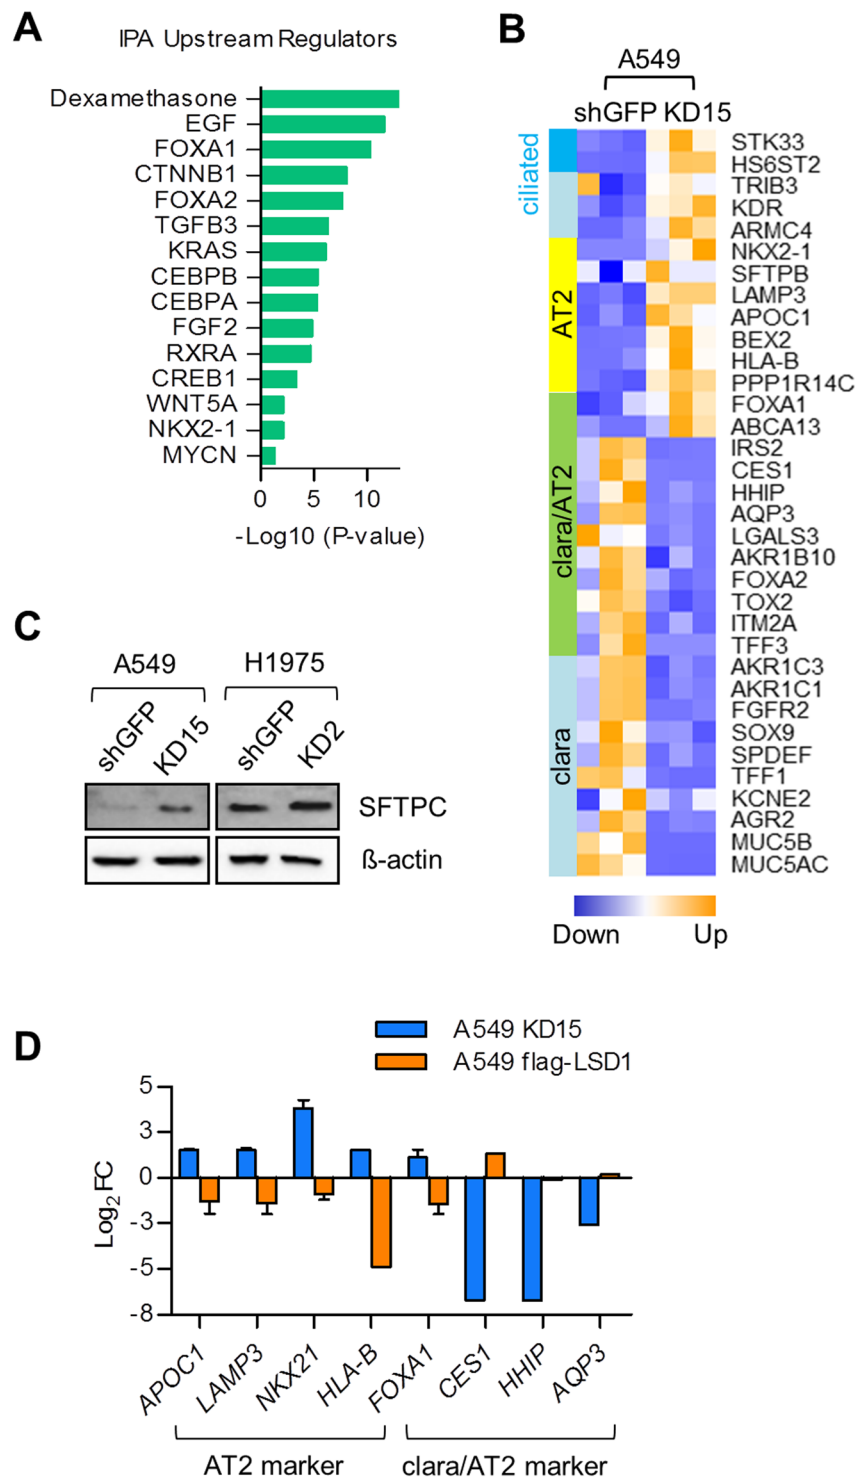 A
IPA Upstream Regulators
Dexamethasone
EGF
FOXA1
CTNNB1
FOXA2
TGFB3
KRAS
CEBPB
CEBPA
FGF2
RXRA
CREB1
WNT5A
NKX2-1
MYCN
0 5 10
-Log10 (P-value)
B
A549
shGFP KD15
ciliated
AT2
clara/AT2
clara
STK33
HS6ST2
TRIB3
KDR
ARMC4
NKX2-1
SFTPB
LAMP3
APOC1
BEX2
HLA-B
PPP1R14C
FOXA1
ABCA13
IRS2
CES1
HHIP
AQP3
LGALS3
AKR1B10
FOXA2
TOX2
ITM2A
TFF3
AKR1C3
AKR1C1
FGFR2
SOX9
SPDEF
TFF1
KCNE2
AGR2
MUC5B
MUC5AC
Down Up
C
A549 H1975
shGFP KD15 shGFP KD2
SFTPC
ß-actin
D
A549 KD15
A549 flag-LSD1
Log2 FC
5
3
0
-3
-5
-8
APOC1 LAMP3 NKX21 HLA-B FOXA1 CES1 HHIP AQP3
AT2 marker clara/AT2 marker